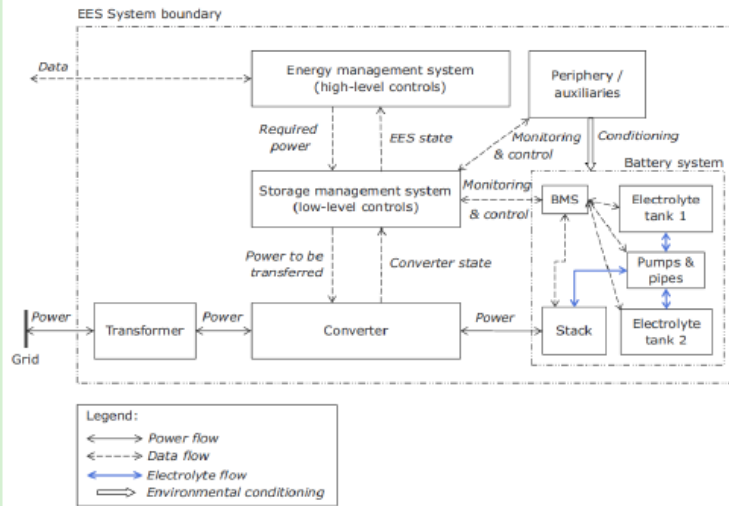 EES System boundary
Data
Energy management system
(high-level controls)
Periphery /
auxiliaries
Required
power
EES state
Monitoring
& control
Conditioning
Battery system
Storage management system
(low-level controls)
Monitoring
& control
BMS
Electrolyte
tank 1
Power to be
transferred
Converter state
Pumps &
pipes
Power
Transformer
Power
Converter
Power
Stack
Electrolyte
tank 2
Grid
Legend:
Power flow
Data flow
Electrolyte flow
Environmental conditioning